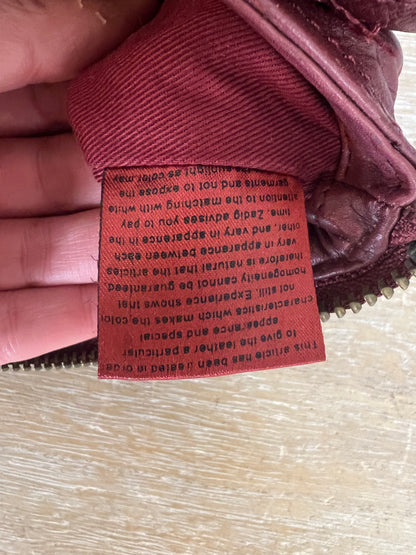 This article has been treated in order
to give the leather a particular
appearance and special
characteristics which makes the color
not still. Experience shows that
homogeneity cannot be guaranteed,
therefore is natural that the articles
vary in apparence between each
other, and vary in apparence in the
time. Zadig advises you to pay
attention to the matching with white
garments and not to expose the
sunlight as color may